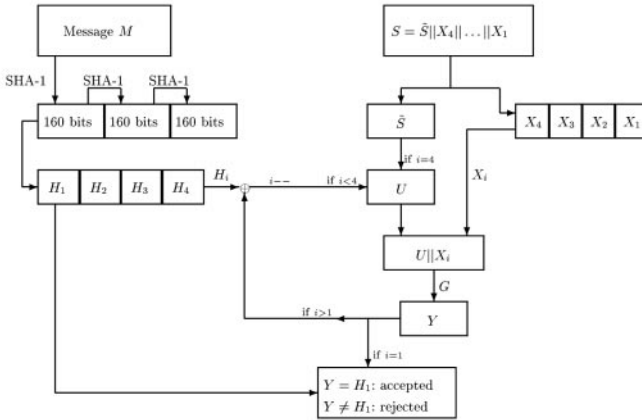 Message M
S = S̃||X₄|| … ||X₁
SHA-1
SHA-1
SHA-1
160 bits
160 bits
160 bits
S̃
X₄
X₃
X₂
X₁
if i=4
H₁
H₂
H₃
H₄
Hᵢ
⊕
i−−
if i<4
U
Xᵢ
U||Xᵢ
G
if i>1
Y
if i=1
Y = H₁: accepted
Y ≠ H₁: rejected